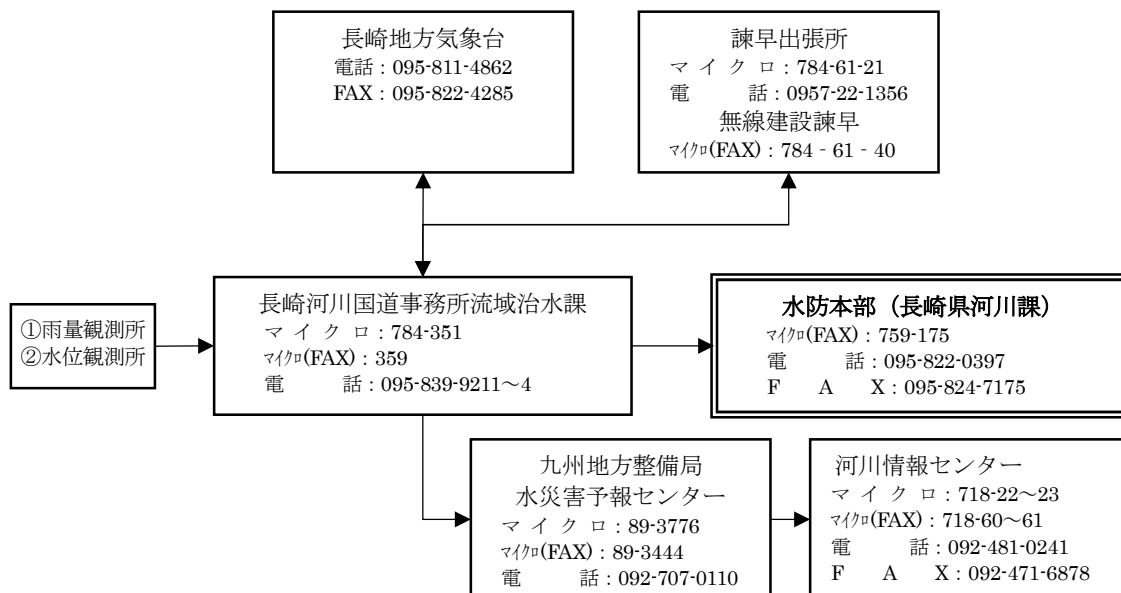 長崎地方気象台
電話：095-811-4862
FAX：095-822-4285
諫早出張所
マイクロ：784-61-21
電話：0957-22-1356
無線建設諫早
ﾏｲｸﾛ(FAX)：784‐61‐40
①雨量観測所
②水位観測所
長崎河川国道事務所流域治水課
マイクロ：784-351
ﾏｲｸﾛ(FAX)：359
電話：095-839-9211～4
水防本部（長崎県河川課）
ﾏｲｸﾛ(FAX)：759-175
電話：095-822-0397
FAX：095-824-7175
九州地方整備局
水災害予報センター
マイクロ：89-3776
ﾏｲｸﾛ(FAX)：89-3444
電話：092-707-0110
河川情報センター
マイクロ：718-22～23
ﾏｲｸﾛ(FAX)：718-60～61
電話：092-481-0241
FAX：092-471-6878